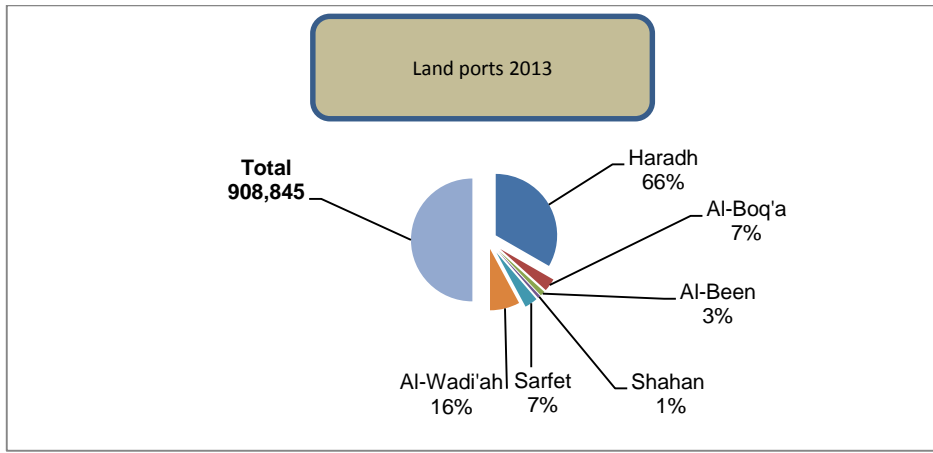 Land ports 2013
Total
908,845
Haradh
66%
Al-Boq'a
7%
Al-Been
3%
Shahan
1%
Sarfet
7%
Al-Wadi'ah
16%